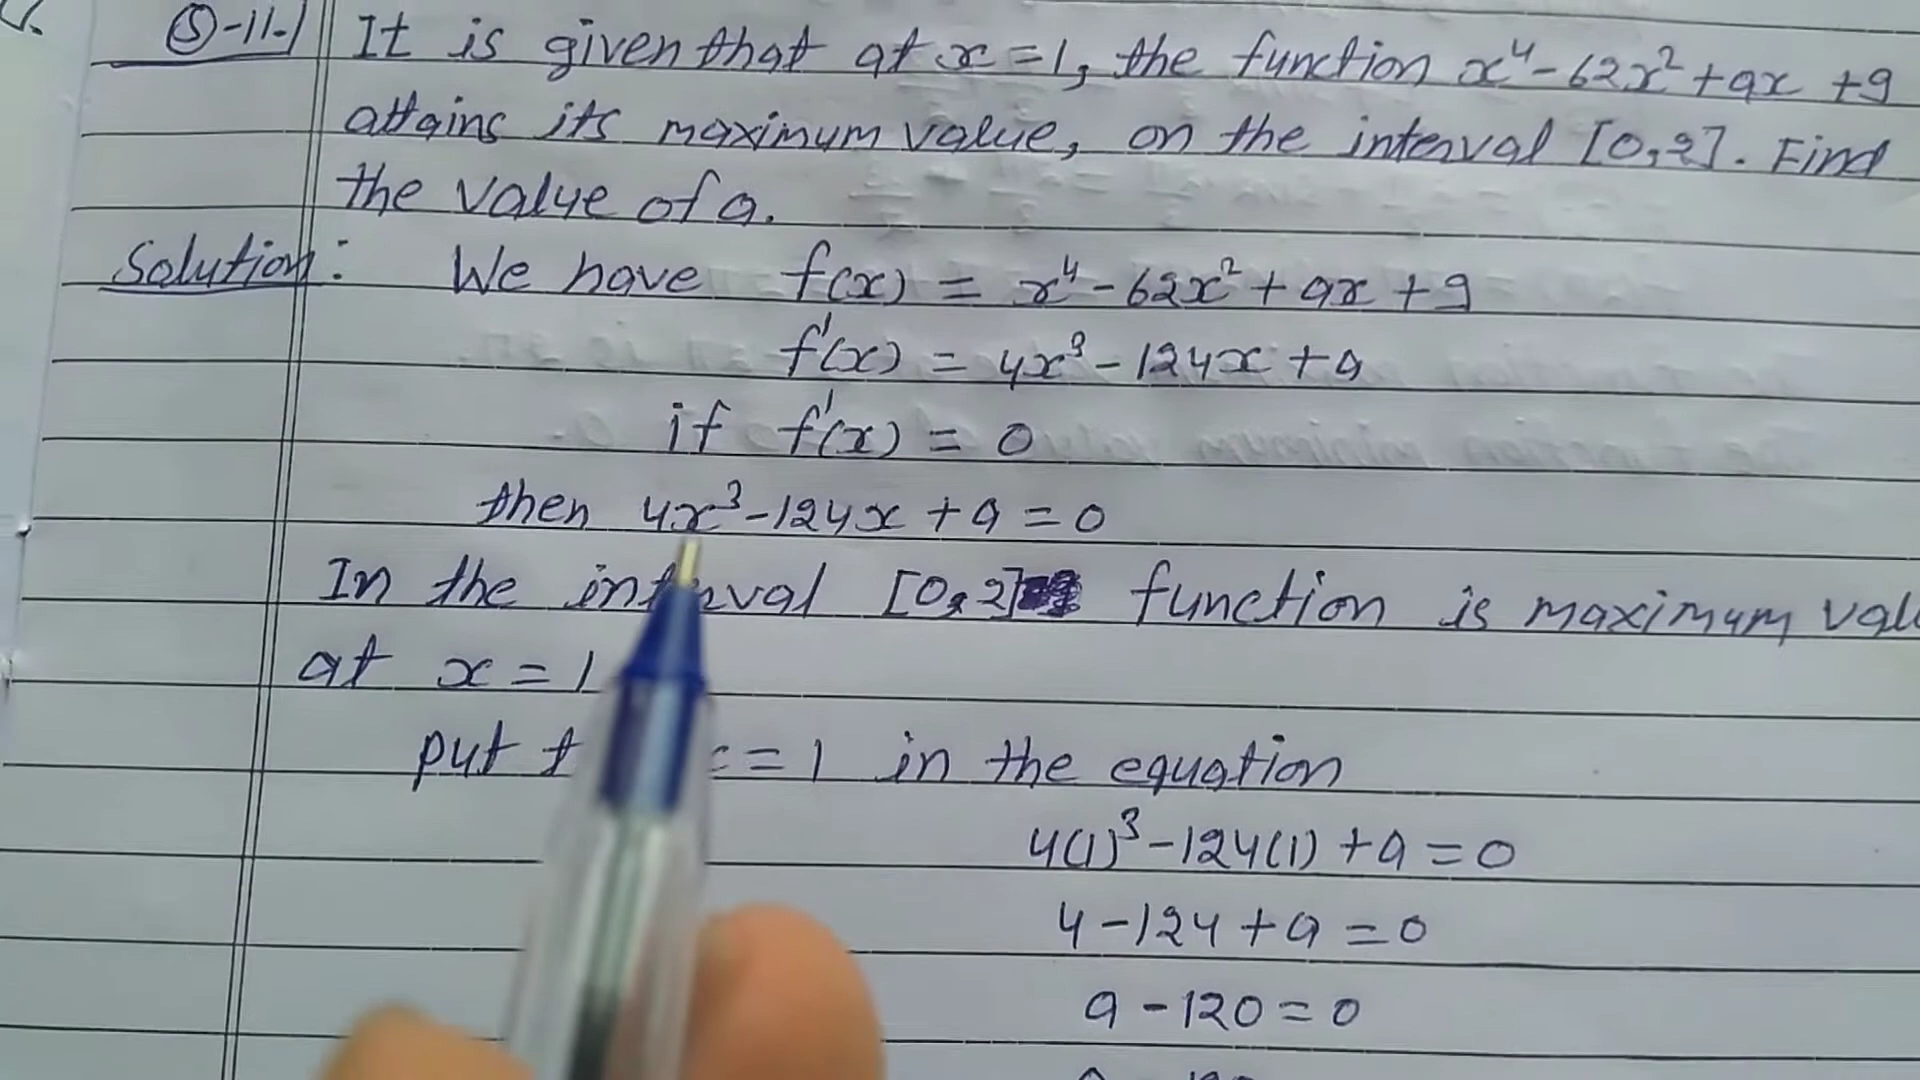 ⑤-11.) It is given that at x=1, the function x⁴-62x²+ax+9
attains its maximum value, on the interval [0,2]. Find
the value of a.
Solution: We have f(x) = x⁴-62x²+ax+9
f'(x) = 4x³-124x+a
if f'(x) = 0
then 4x³-124x+a=0
In the interval [0,2] function is maximum
at x=1
put x=1 in the equation
4(1)³-124(1)+a=0
4-124+a=0
a-120=0